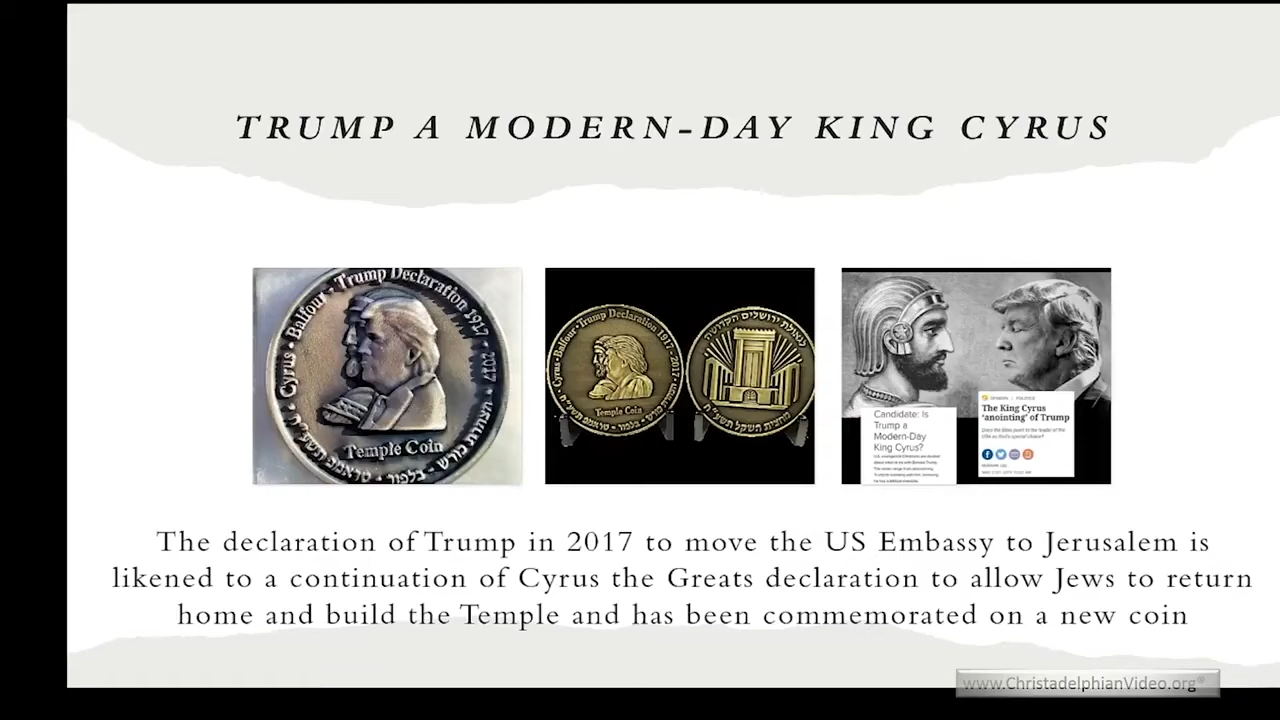 TRUMP A MODERN-DAY KING CYRUS
Cyrus · Balfour · Trump Declaration 1917 - 2017
Temple Coin
Cyrus · Balfour · Trump Declaration 1917 - 2017
Temple Coin
Candidate: Is
Trump a
Modern-Day
King Cyrus?
OPINION | POLITICS
The King Cyrus
'anointing' of Trump
The declaration of Trump in 2017 to move the US Embassy to Jerusalem is
likened to a continuation of Cyrus the Greats declaration to allow Jews to return
home and build the Temple and has been commemorated on a new coin
www.ChristadelphianVideo.org®